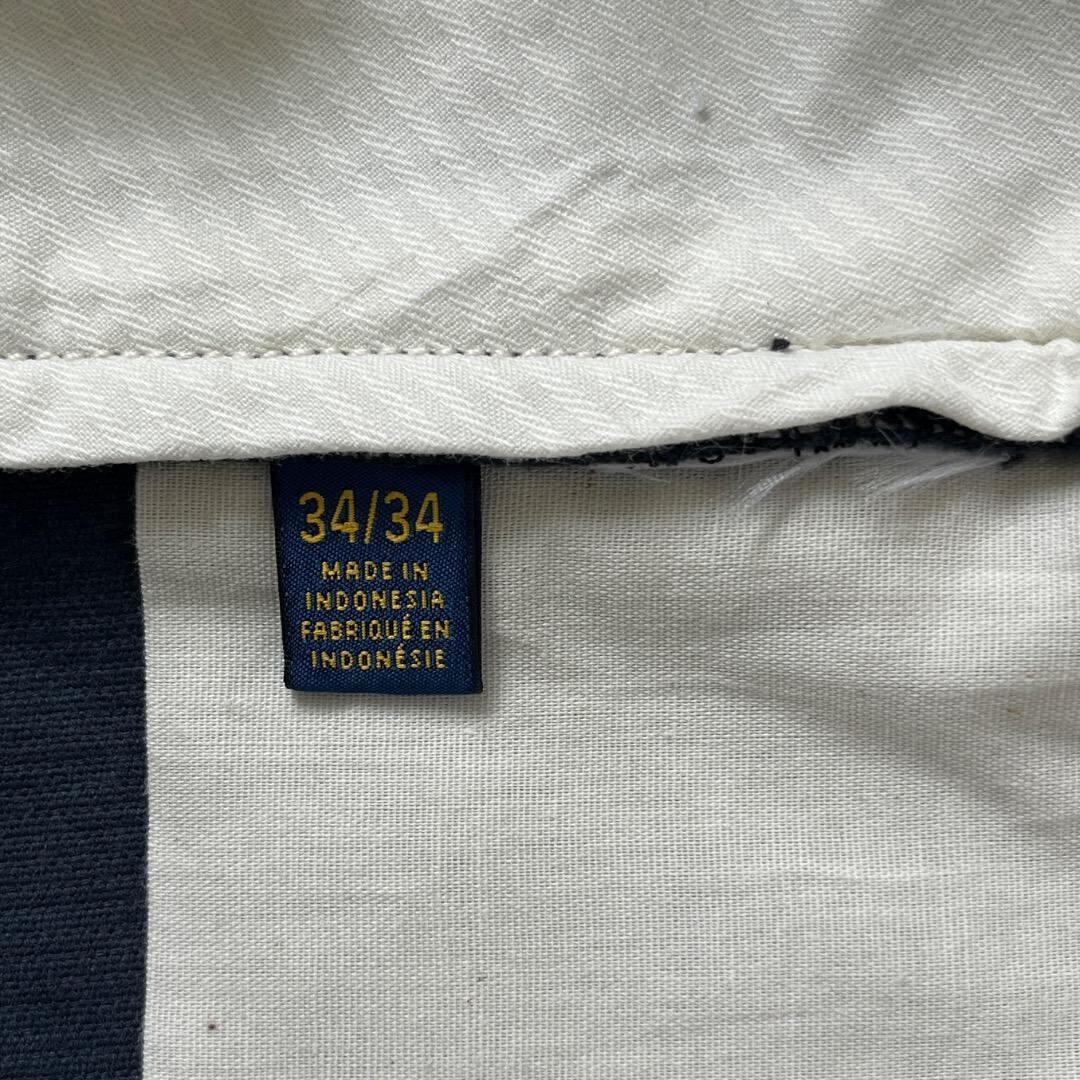 34/34
MADE IN
INDONESIA
FABRIQUÉ EN
INDONÉSIE